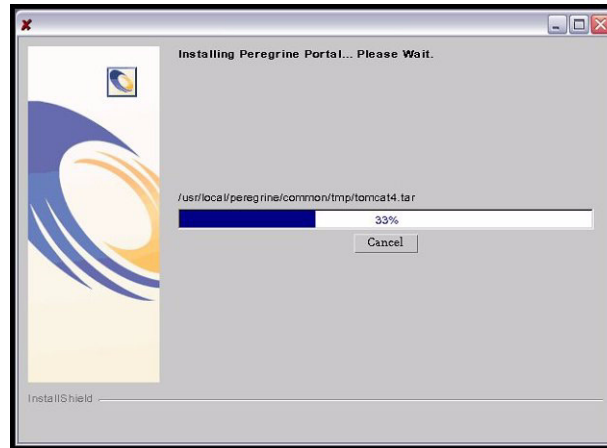 Installing Peregrine Portal... Please Wait.
/usr/local/peregrine/common/tmp/tomcat4.tar
33%
Cancel
InstallShield